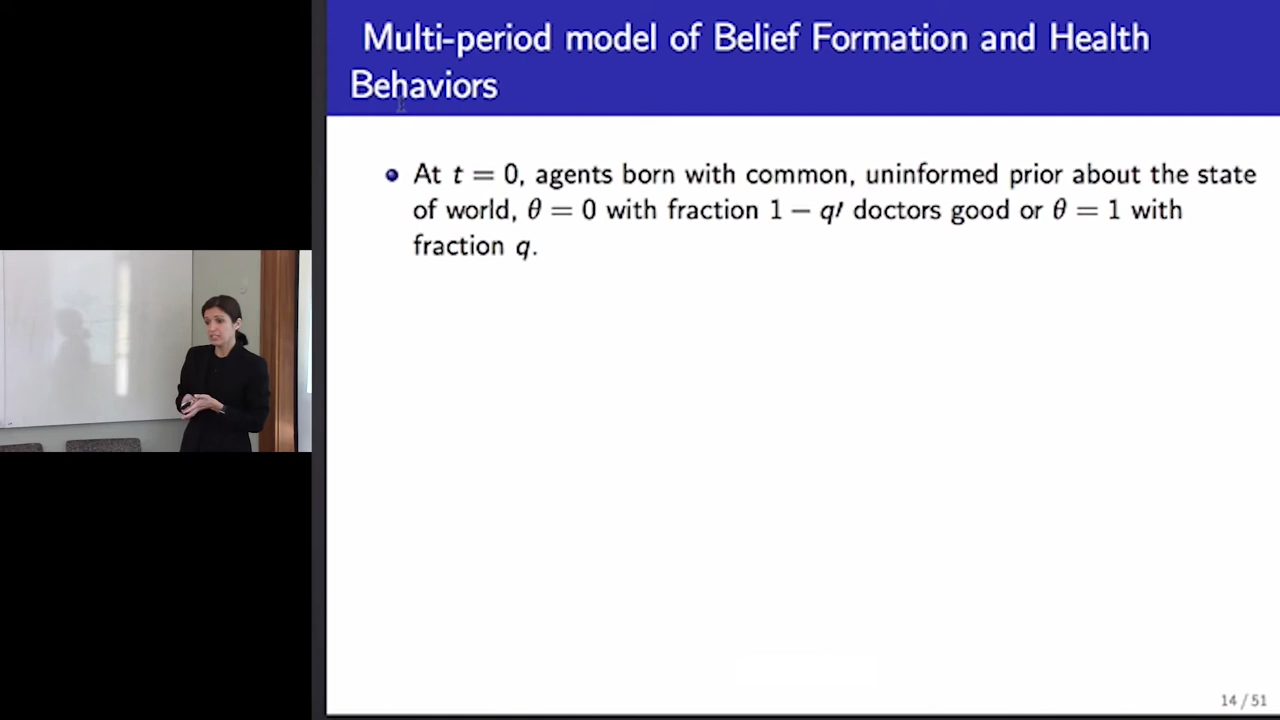 Multi-period model of Belief Formation and Health
Behaviors
At t = 0, agents born with common, uninformed prior about the state
of world, θ = 0 with fraction 1 − q′ doctors good or θ = 1 with
fraction q.
14 / 51